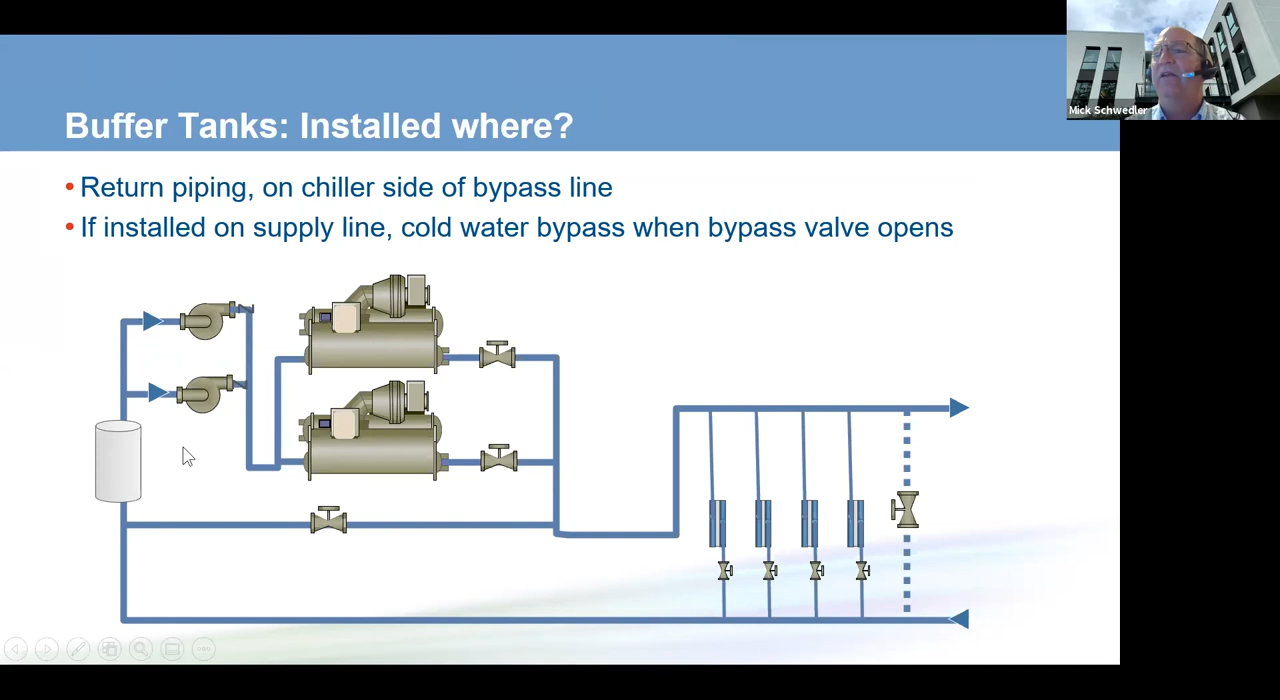 Mick Schwedler
Buffer Tanks: Installed where?
• Return piping, on chiller side of bypass line
• If installed on supply line, cold water bypass when bypass valve opens